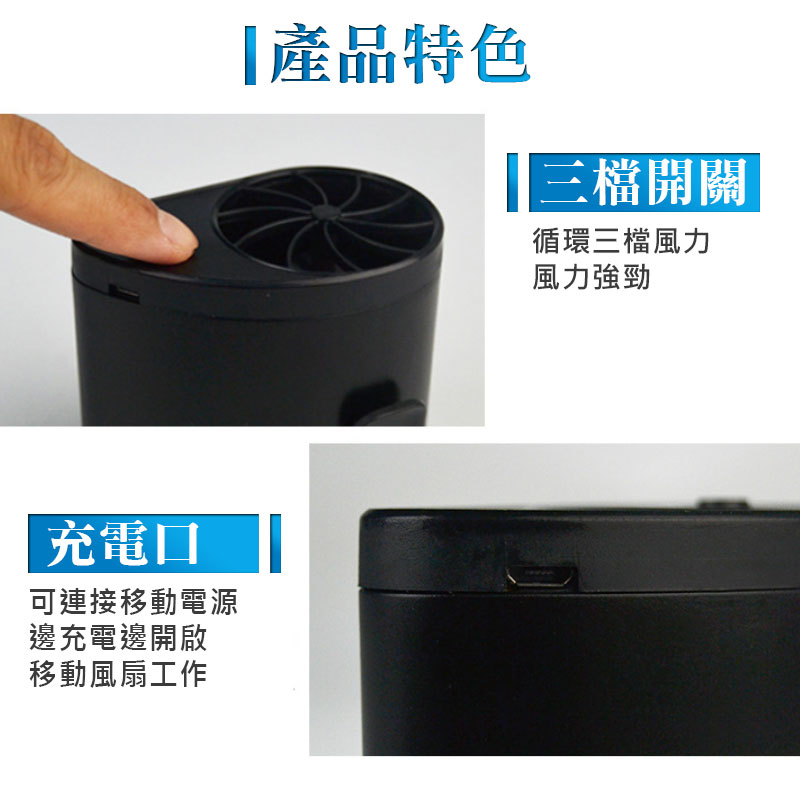 產品特色
三檔開關
循環三檔風力
風力強勁
充電口
可連接移動電源
邊充電邊開啟
移動風扇工作